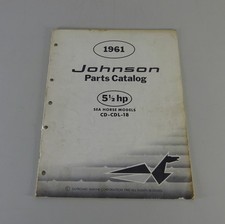 1961
Johnson
Parts Catalog
5½ hp
SEA HORSE MODELS
CD-CDL-18